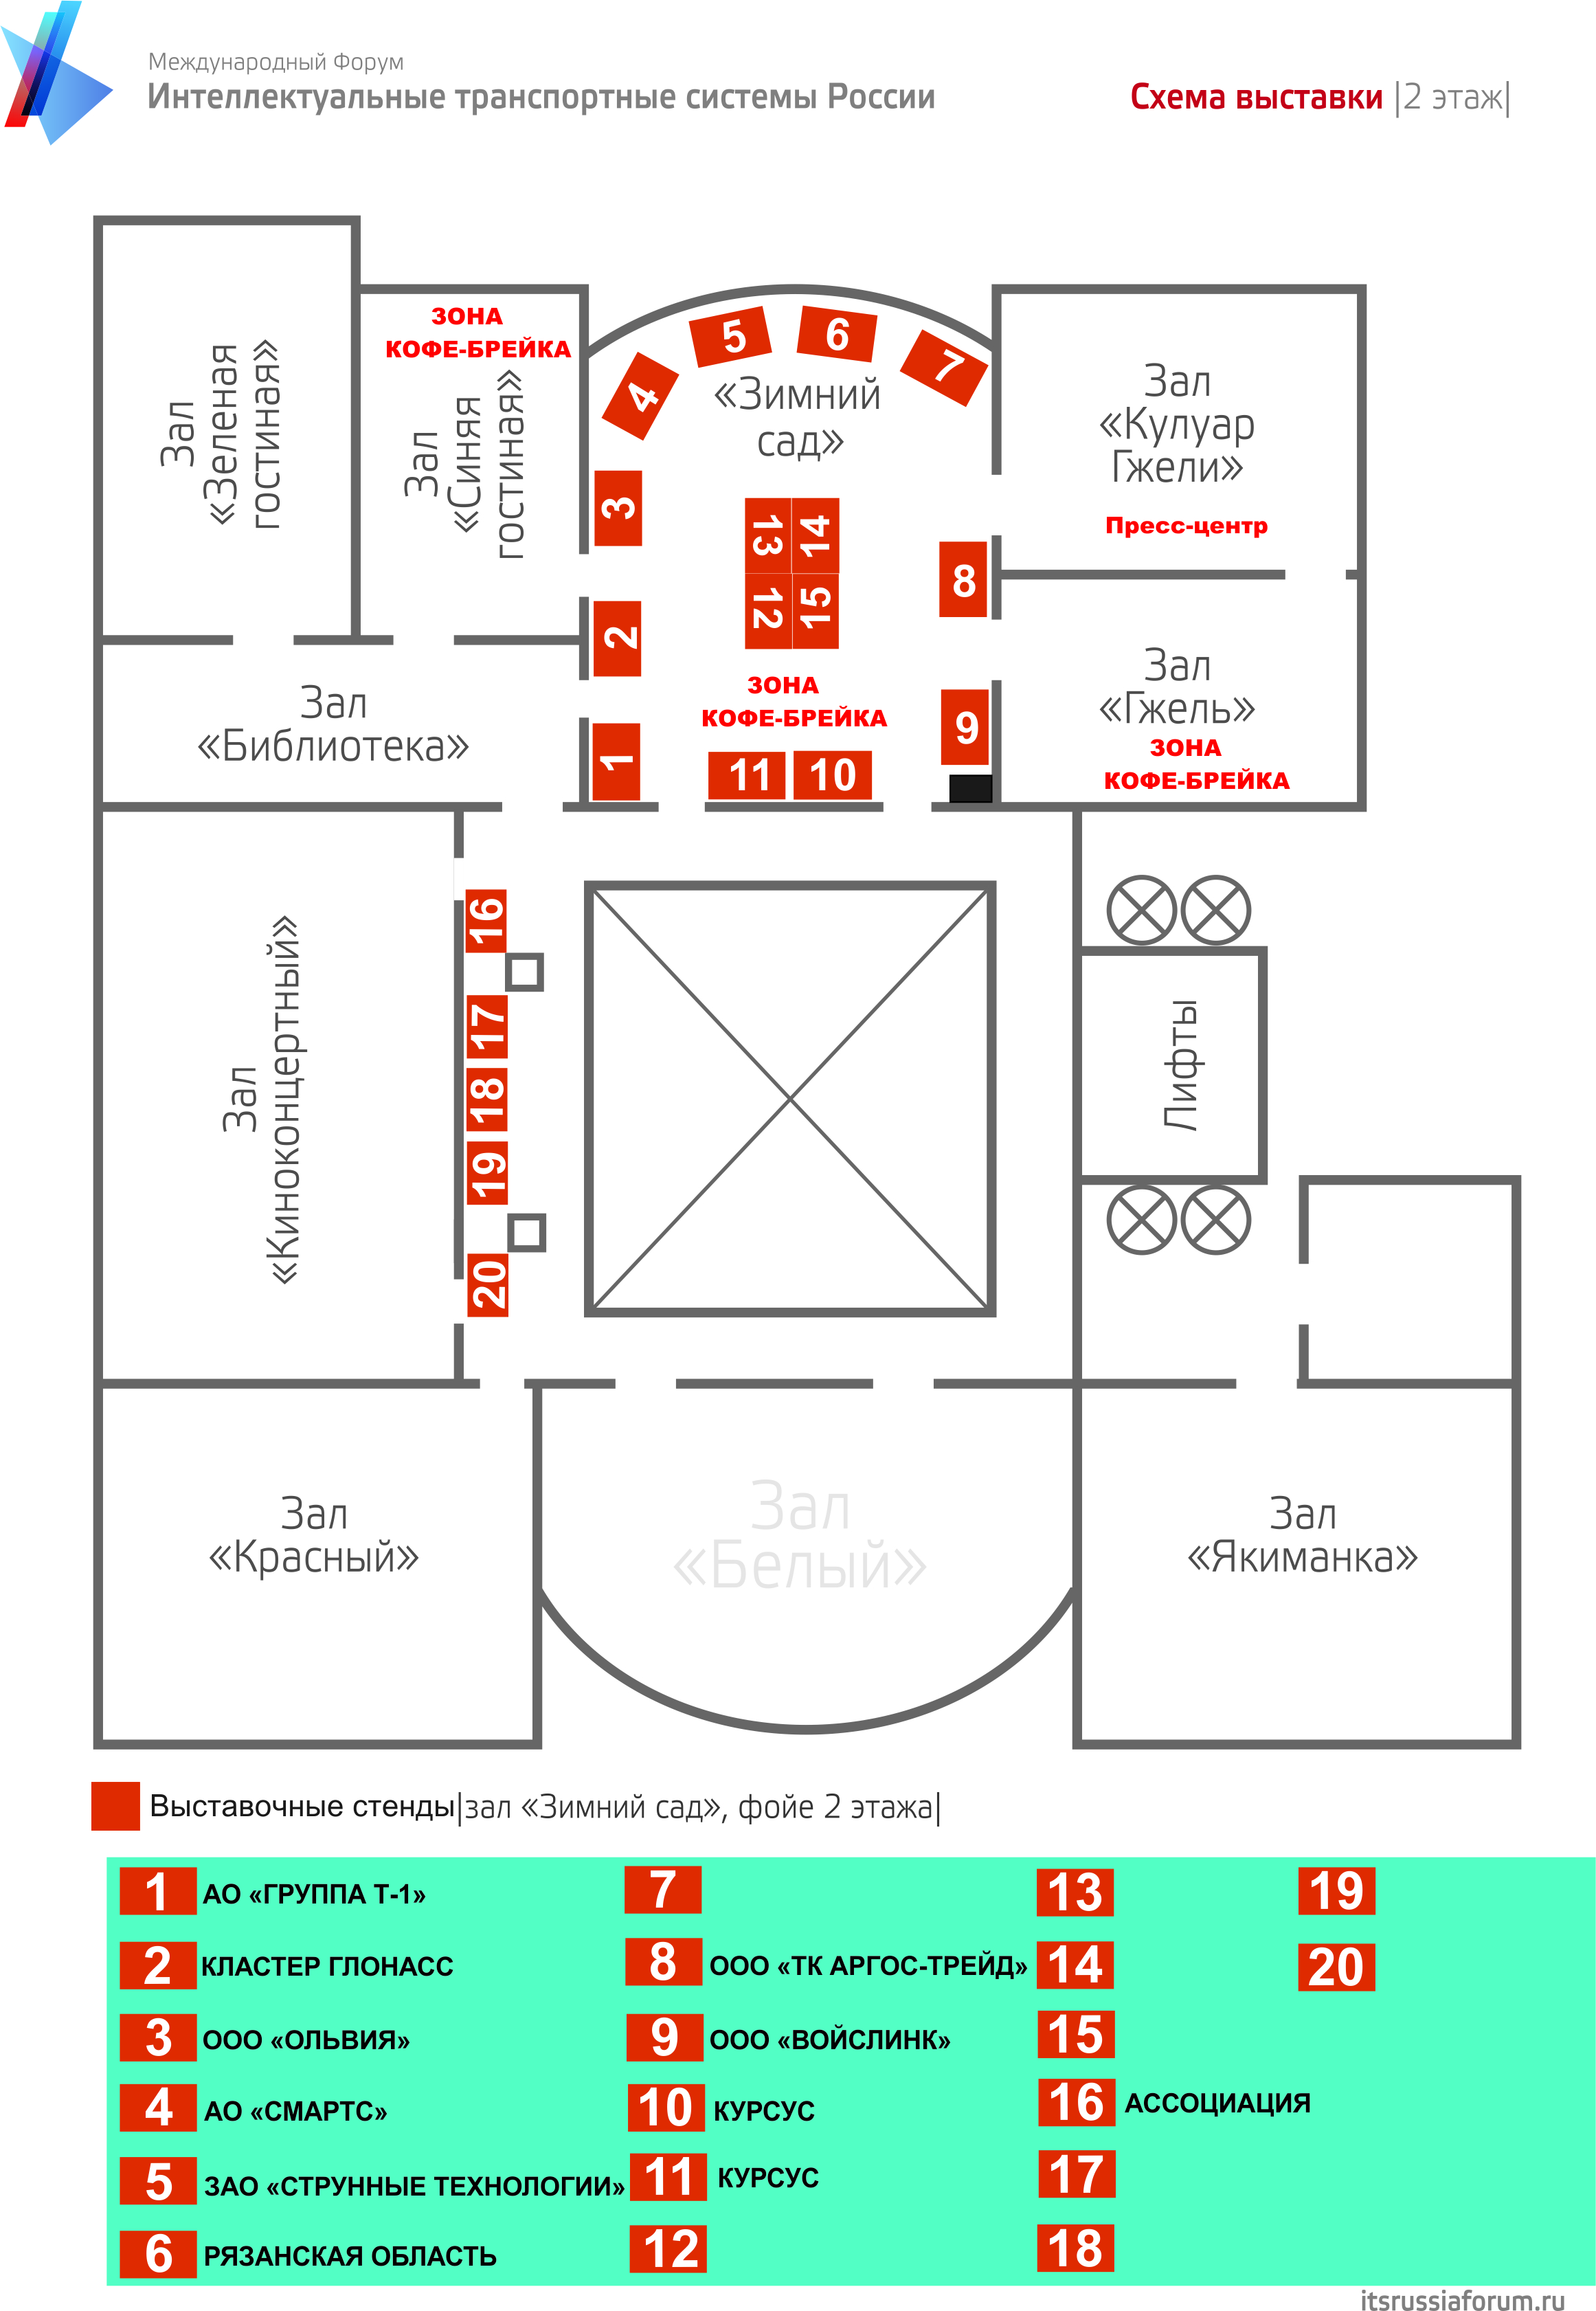 Международный Форум
Интеллектуальные транспортные системы России
Схема выставки |2 этаж|
Зал
«Зеленая
гостиная»
ЗОНА
КОФЕ-БРЕЙКА
Зал
«Синяя
гостиная»
4
5
6
7
«Зимний
сад»
Зал
«Кулуар
Гжели»
Пресс-центр
3
13
14
12
15
8
2
Зал
«Библиотека»
ЗОНА
КОФЕ-БРЕЙКА
9
Зал
«Гжель»
ЗОНА
КОФЕ-БРЕЙКА
1
11
10
Зал
«Киноконцертный»
16
17
18
19
20
Лифты
Зал
«Красный»
Зал
«Белый»
Зал
«Якиманка»
Выставочные стенды|зал «Зимний сад», фойе 2 этажа|
1 АО «ГРУППА Т-1»
2 КЛАСТЕР ГЛОНАСС
3 ООО «ОЛЬВИЯ»
4 АО «СМАРТС»
5 ЗАО «СТРУННЫЕ ТЕХНОЛОГИИ»
6 РЯЗАНСКАЯ ОБЛАСТЬ
7
8 ООО «ТК АРГОС-ТРЕЙД»
9 ООО «ВОЙСЛИНК»
10 КУРСУС
11 КУРСУС
12
13
14
15
16 АССОЦИАЦИЯ
17
18
19
20
itsrussiaforum.ru